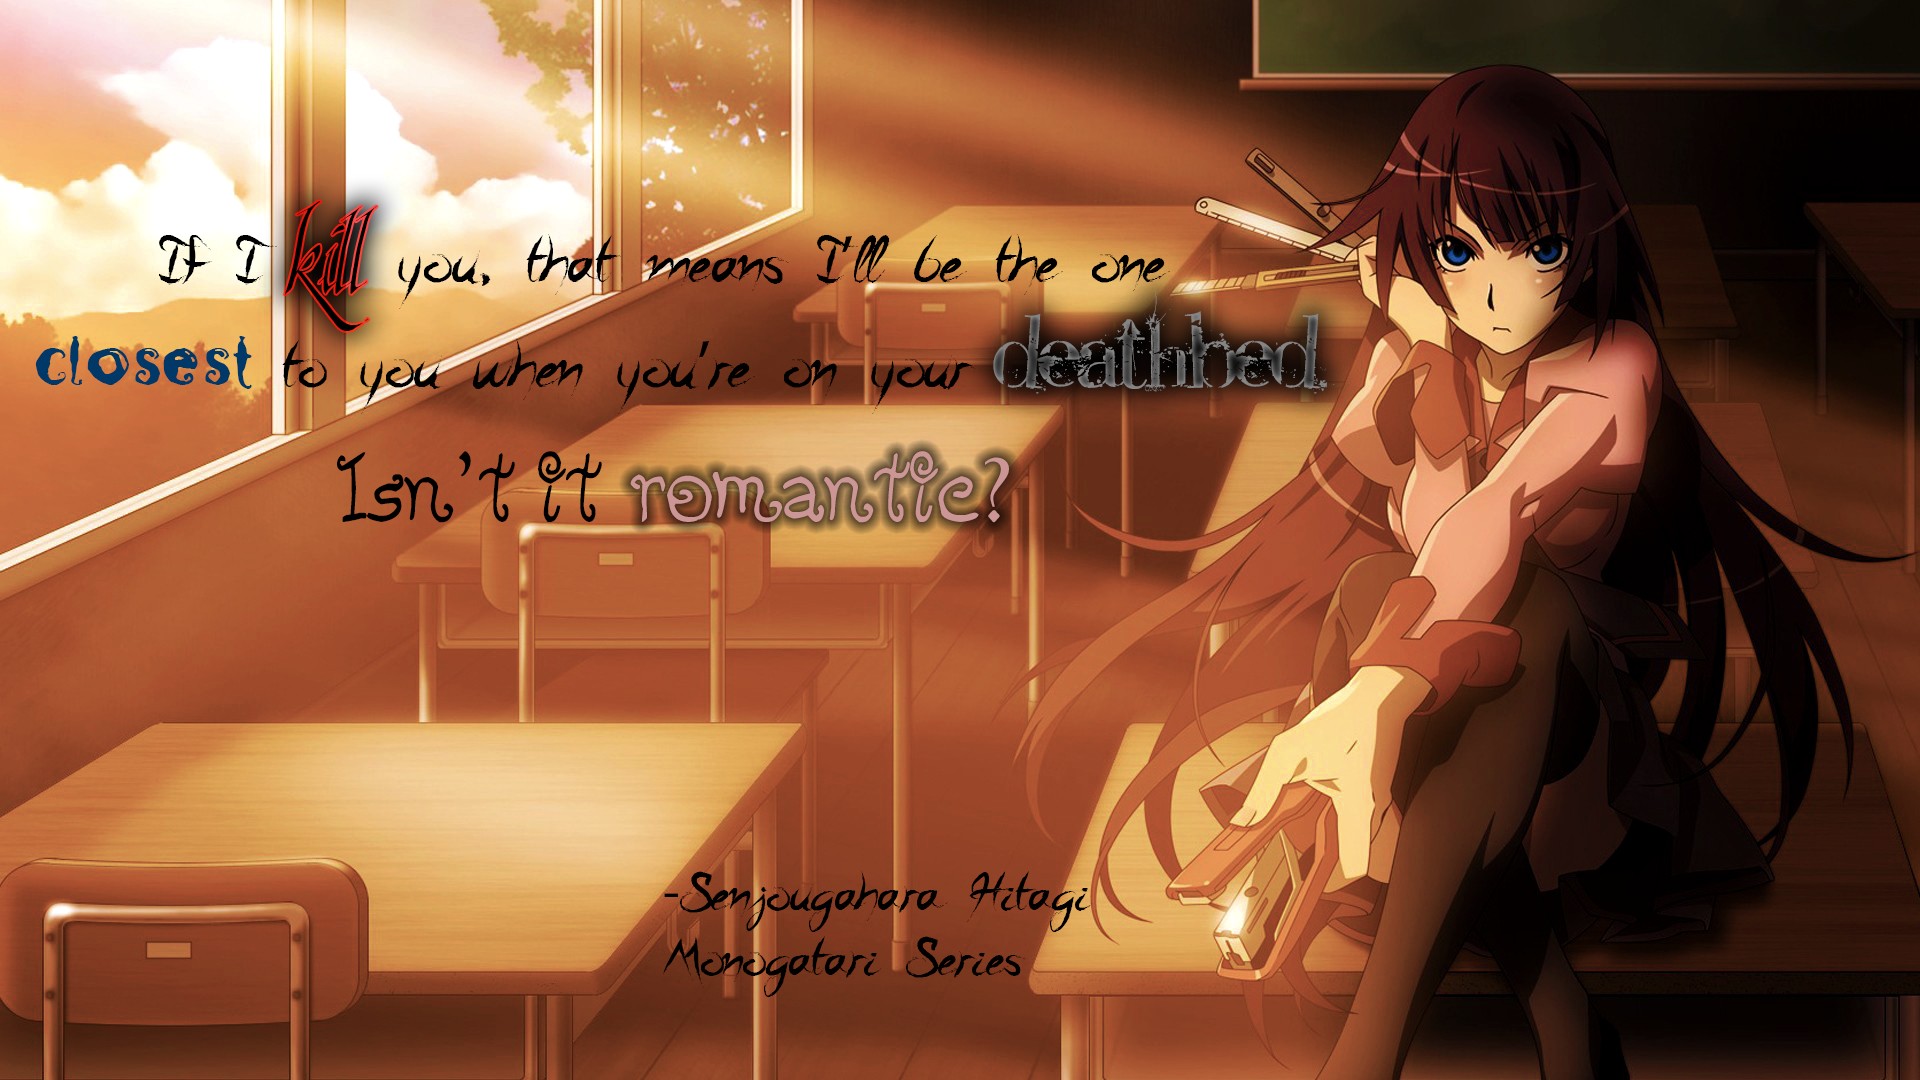 If I kill you, that means I'll be the one
closest to you when you're on your deathbed.
Isn't it romantic?
-Senjougahara Hitagi
Monogatari Series